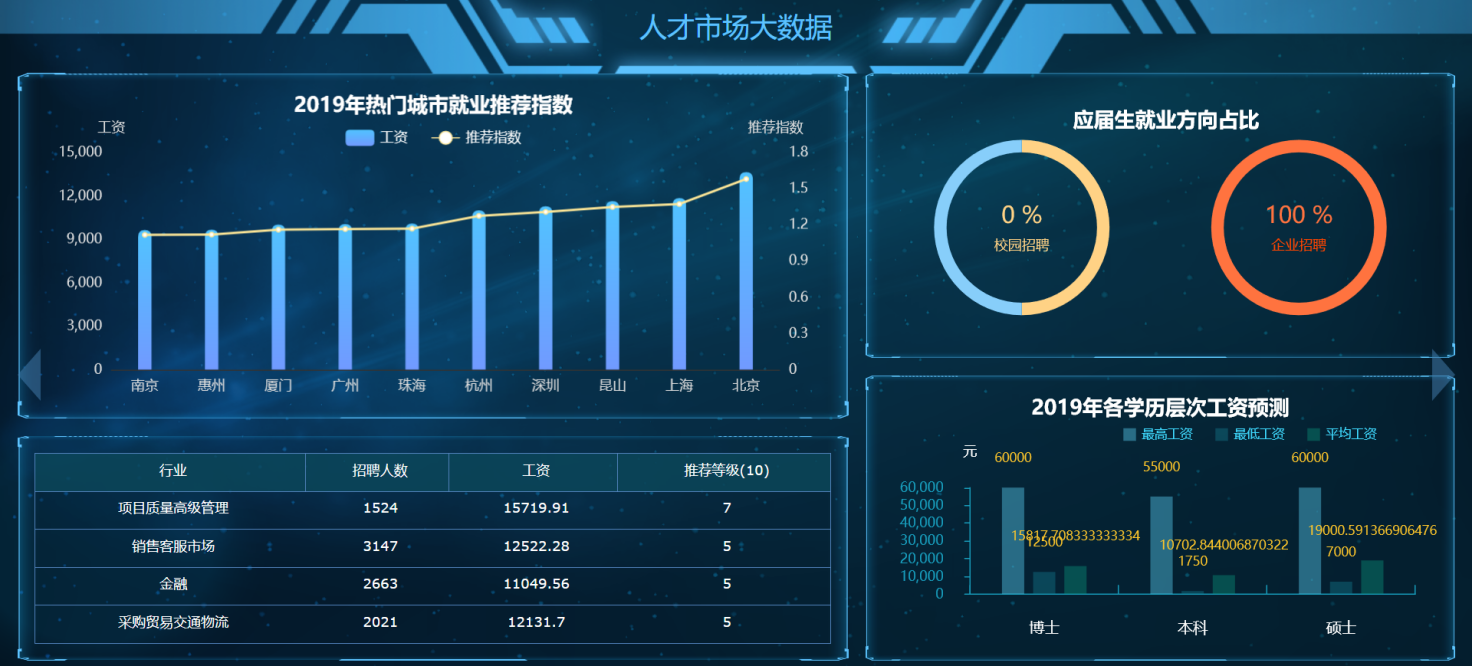 人才市场大数据
2019年热门城市就业推荐指数
工资 推荐指数
工资 推荐指数
15,000 1.8
12,000 1.5
9,000 1.2
6,000 0.9
3,000 0.6
0 0.3
0
南京 惠州 厦门 广州 珠海 杭州 深圳 昆山 上海 北京
行业 招聘人数 工资 推荐等级(10)
项目质量高级管理 1524 15719.91 7
销售客服市场 3147 12522.28 5
金融 2663 11049.56 5
采购贸易交通物流 2021 12131.7 5
应届生就业方向占比
0 % 100 %
校园招聘 企业招聘
2019年各学历层次工资预测
最高工资 最低工资 平均工资
元
60000 55000 60000
60,000
50,000
40,000
30,000
20,000
10,000
0
15817.708333333334 10702.844006870322 19000.591366906476
12500 1750 7000
博士 本科 硕士